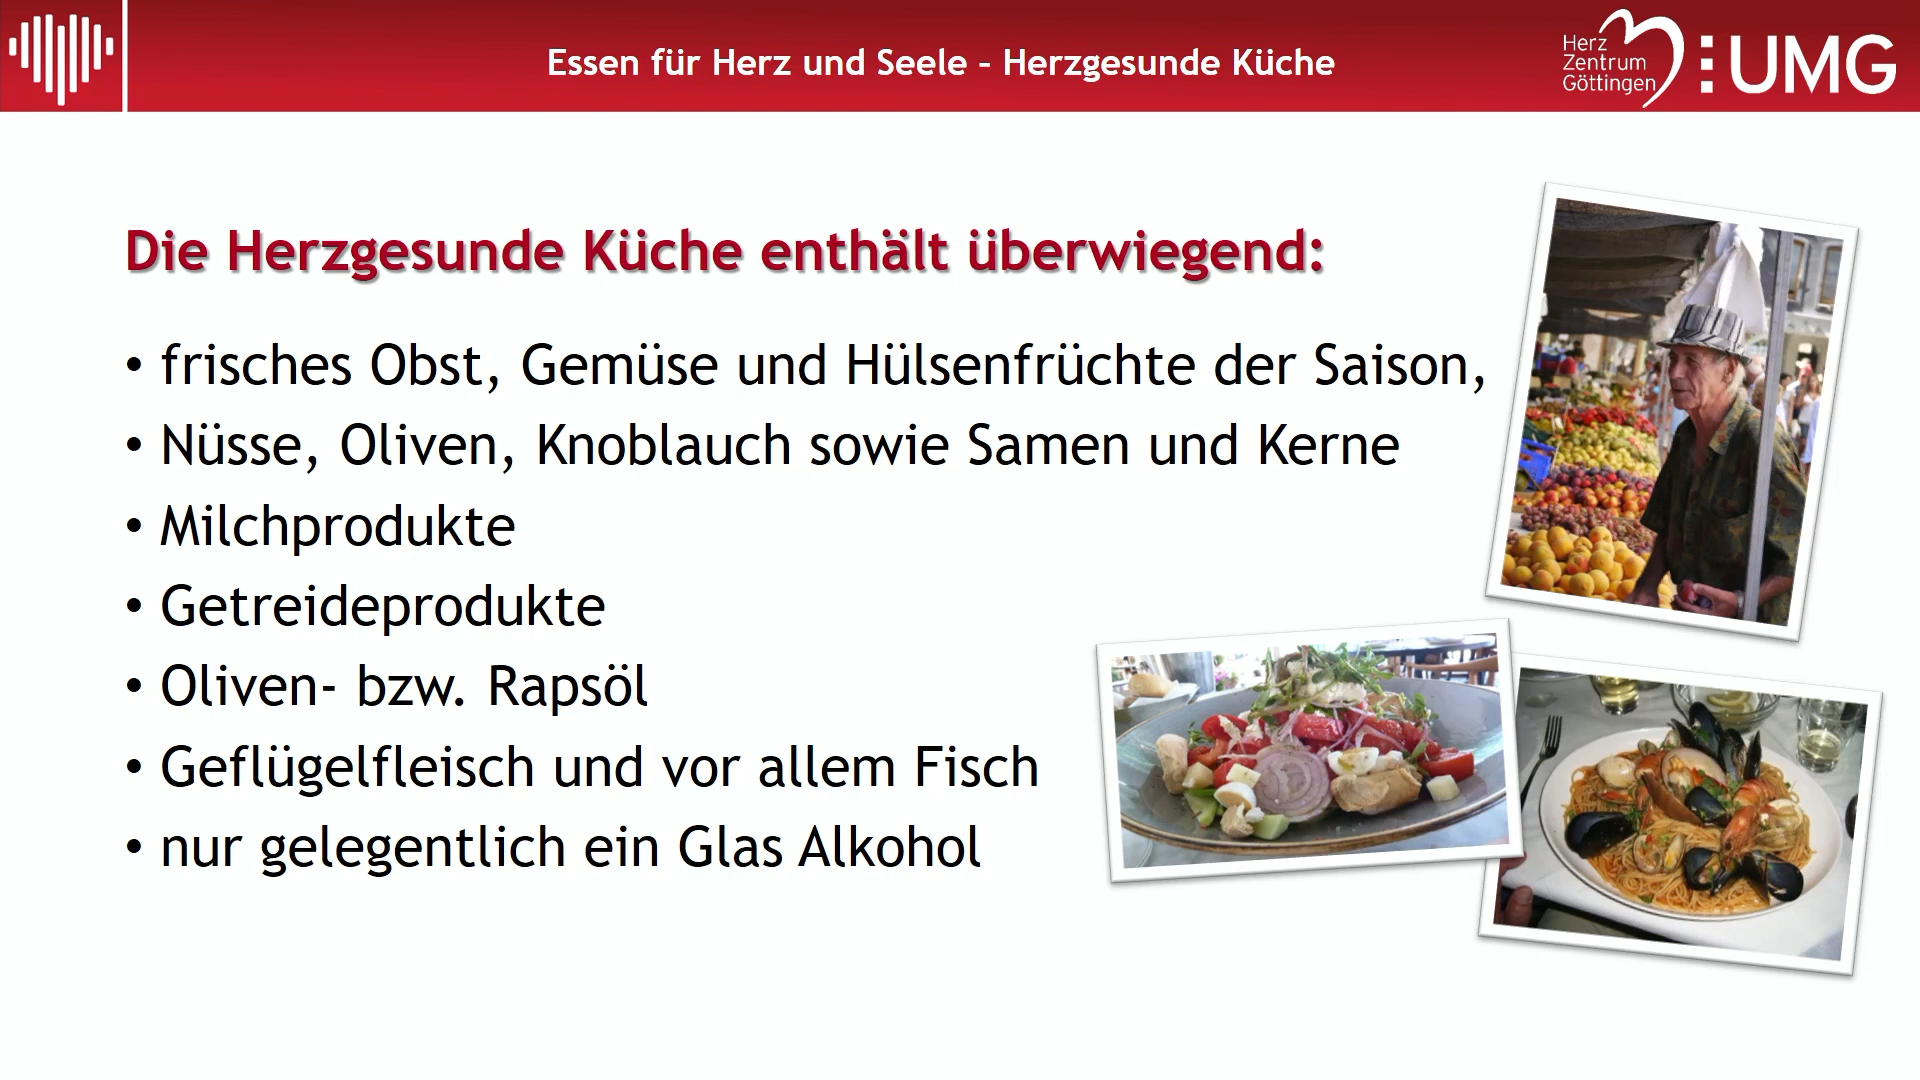 Essen für Herz und Seele – Herzgesunde Küche
Herz
Zentrum
Göttingen
UMG
Die Herzgesunde Küche enthält überwiegend:
• frisches Obst, Gemüse und Hülsenfrüchte der Saison,
• Nüsse, Oliven, Knoblauch sowie Samen und Kerne
• Milchprodukte
• Getreideprodukte
• Oliven- bzw. Rapsöl
• Geflügelfleisch und vor allem Fisch
• nur gelegentlich ein Glas Alkohol